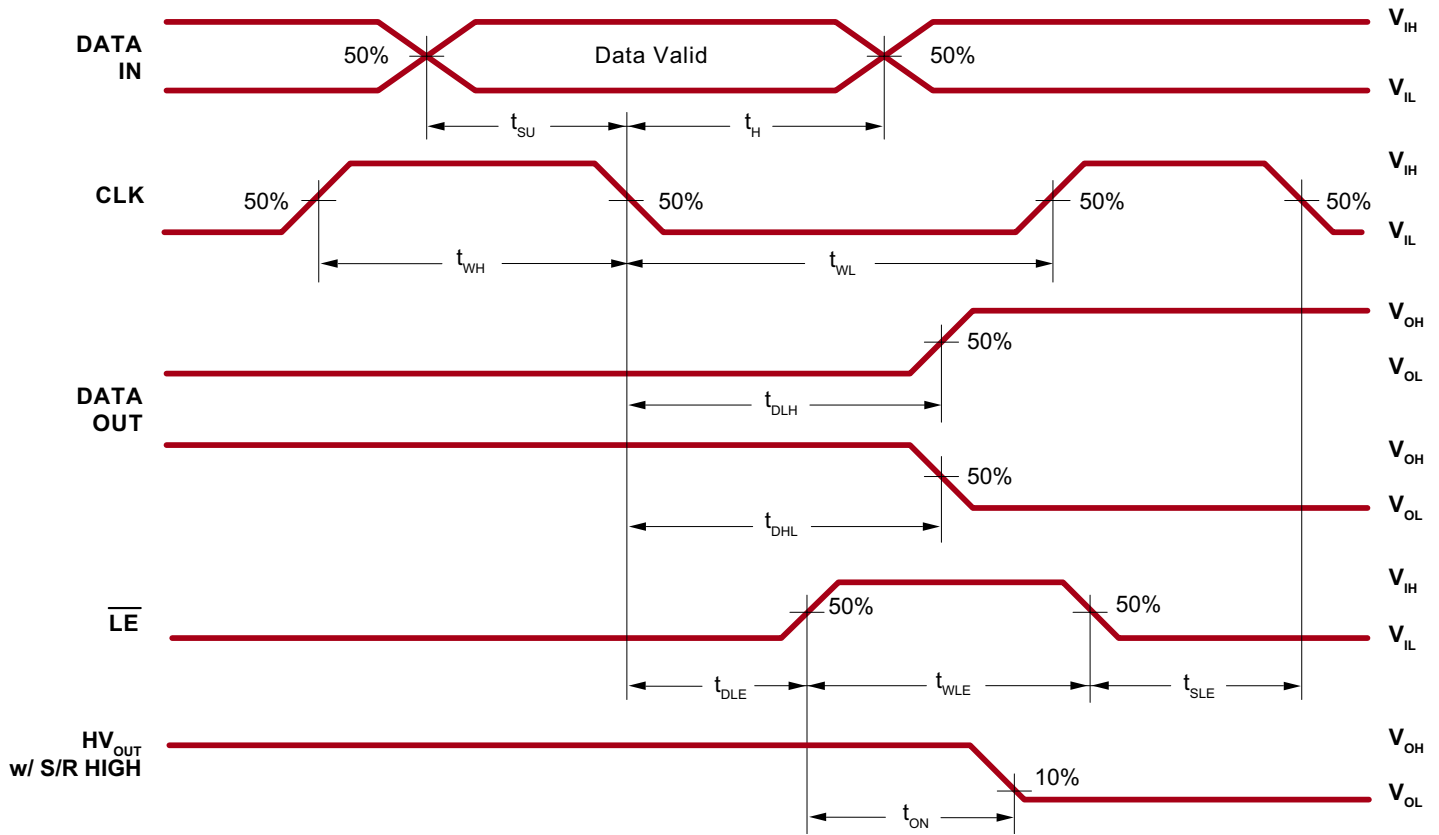 DATA
IN
50%
Data Valid
50%
V_IH
V_IL
t_SU
t_H
CLK
50%
50%
50%
50%
V_IH
V_IL
t_WH
t_WL
DATA
OUT
50%
V_OH
V_OL
t_DLH
50%
V_OH
V_OL
t_DHL
LE
50%
50%
V_IH
V_IL
t_DLE
t_WLE
t_SLE
HV_OUT
w/ S/R HIGH
10%
V_OH
V_OL
t_ON